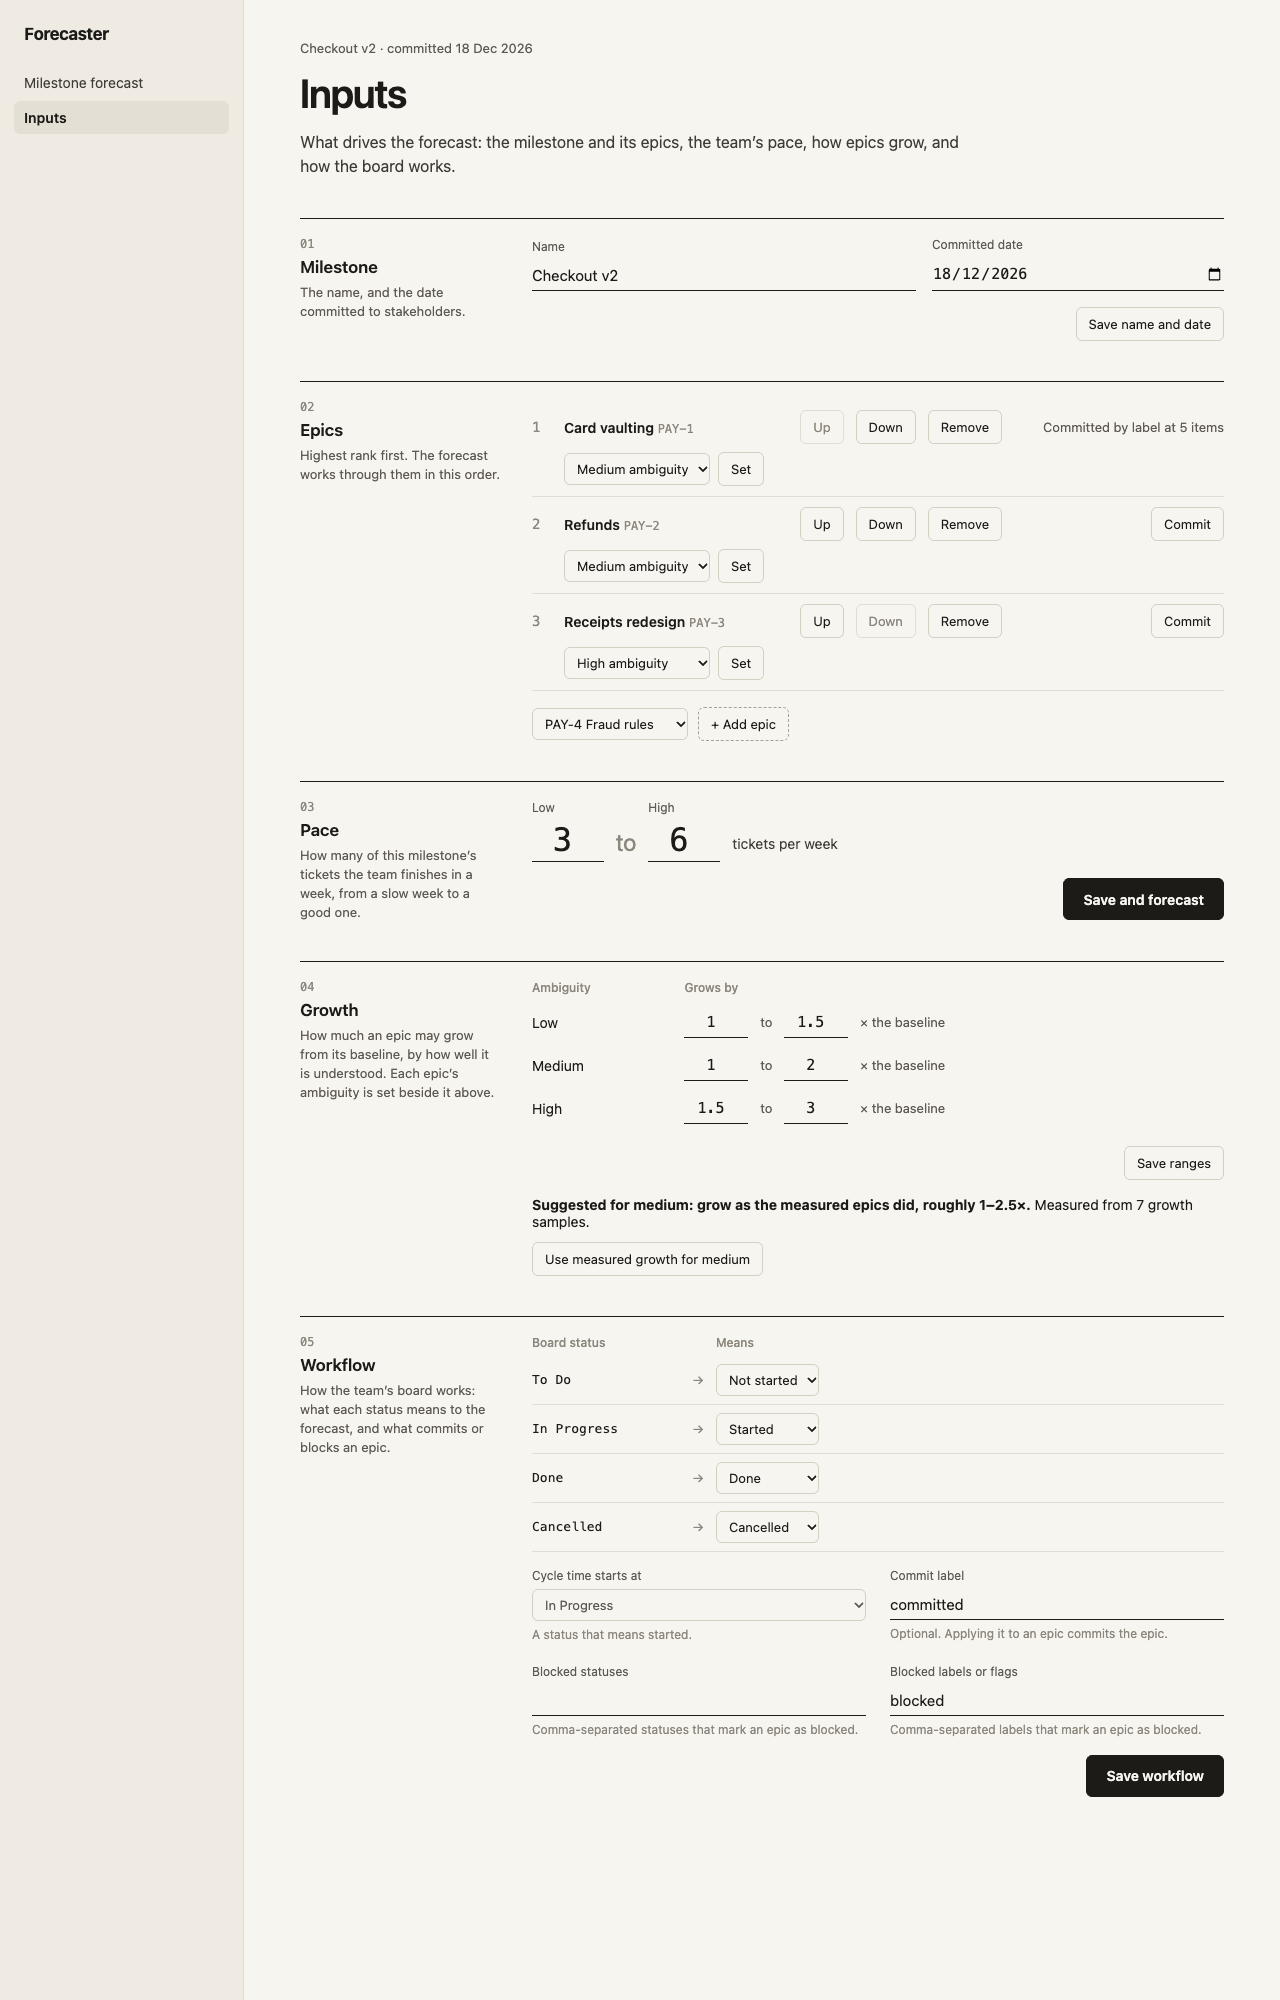 Forecaster
Milestone forecast
Inputs
Checkout v2 · committed 18 Dec 2026
Inputs
What drives the forecast: the milestone and its epics, the team's pace, how epics grow, and
how the board works.
01
Milestone
The name, and the date
committed to stakeholders.
Name
Checkout v2
Committed date
18/12/2026
Save name and date
02
Epics
Highest rank first. The forecast
works through them in this order.
1 Card vaulting PAY-1 Up Down Remove Committed by label at 5 items
Medium ambiguity Set
2 Refunds PAY-2 Up Down Remove Commit
Medium ambiguity Set
3 Receipts redesign PAY-3 Up Down Remove Commit
High ambiguity Set
PAY-4 Fraud rules + Add epic
03
Pace
How many of this milestone's
tickets the team finishes in a
week, from a slow week to a
good one.
Low High
3 to 6 tickets per week
Save and forecast
04
Growth
How much an epic may grow
from its baseline, by how well it
is understood. Each epic's
ambiguity is set beside it above.
Ambiguity Grows by
Low 1 to 1.5 × the baseline
Medium 1 to 2 × the baseline
High 1.5 to 3 × the baseline
Save ranges
Suggested for medium: grow as the measured epics did, roughly 1–2.5×. Measured from 7 growth
samples.
Use measured growth for medium
05
Workflow
How the team's board works:
what each status means to the
forecast, and what commits or
blocks an epic.
Board status Means
To Do → Not started
In Progress → Started
Done → Done
Cancelled → Cancelled
Cycle time starts at
In Progress
A status that means started.
Commit label
committed
Optional. Applying it to an epic commits the epic.
Blocked statuses
Comma-separated statuses that mark an epic as blocked.
Blocked labels or flags
blocked
Comma-separated labels that mark an epic as blocked.
Save workflow